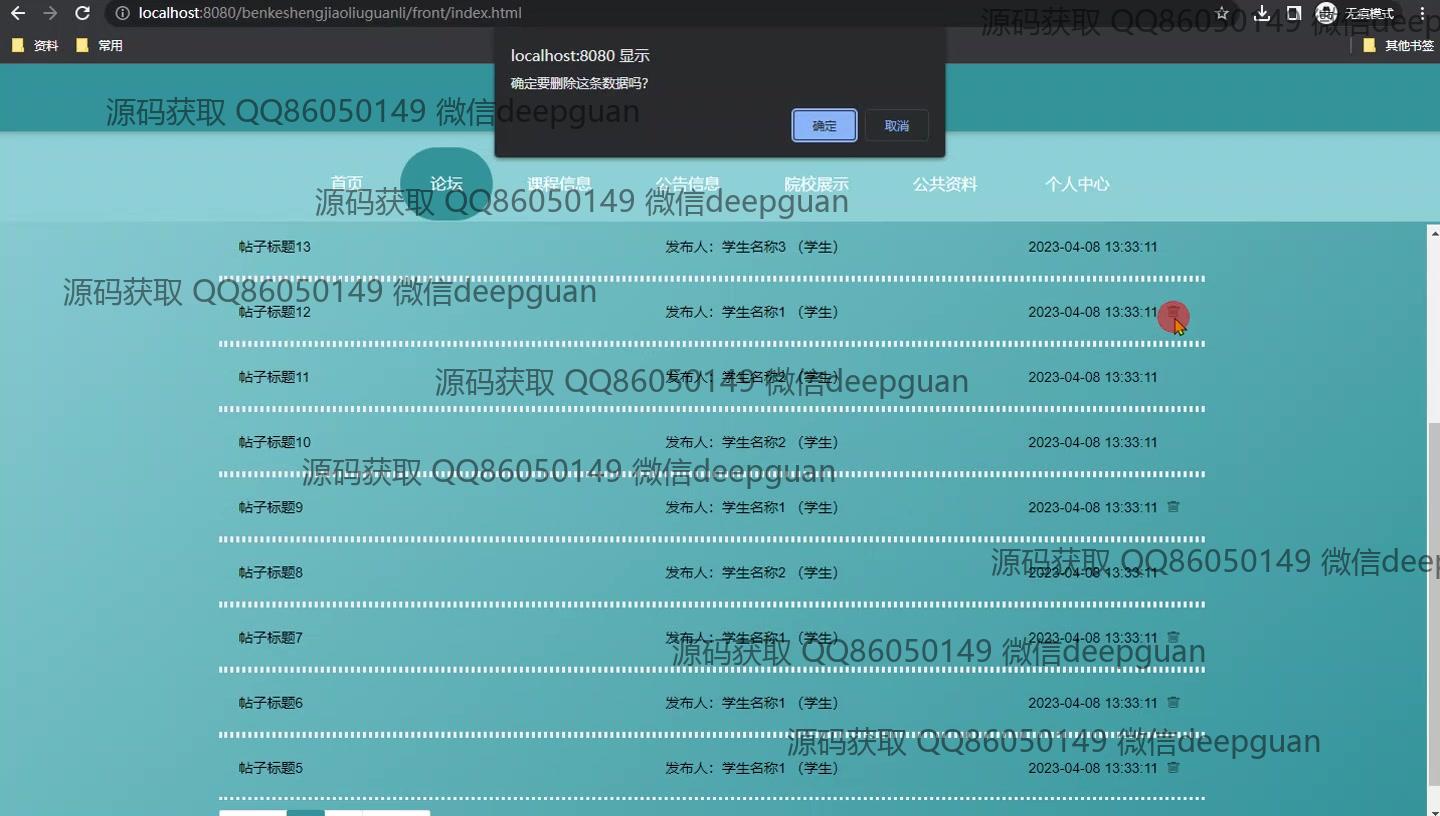 localhost:8080/benkeshengjiaoliuguanli/front/index.html
无痕模式
源码获取 QQ86050149 微信deep
资料
常用
其他书签
localhost:8080 显示
确定要删除这条数据吗?
确定
取消
源码获取 QQ86050149 微信deepguan
首页
论坛
课程信息
公告信息
院校展示
公共资料
个人中心
源码获取 QQ86050149 微信deepguan
帖子标题13 发布人：学生名称3 （学生） 2023-04-08 13:33:11
源码获取 QQ86050149 微信deepguan
帖子标题12 发布人：学生名称1 （学生） 2023-04-08 13:33:11
帖子标题11 发布人：学生名称2 （学生） 2023-04-08 13:33:11
源码获取 QQ86050149 微信deepguan
帖子标题10 发布人：学生名称2 （学生） 2023-04-08 13:33:11
源码获取 QQ86050149 微信deepguan
帖子标题9 发布人：学生名称1 （学生） 2023-04-08 13:33:11
源码获取 QQ86050149 微信deep
帖子标题8 发布人：学生名称2 （学生） 2023-04-08 13:33:11
帖子标题7 发布人：学生名称1 （学生） 2023-04-08 13:33:11
源码获取 QQ86050149 微信deepguan
帖子标题6 发布人：学生名称1 （学生） 2023-04-08 13:33:11
源码获取 QQ86050149 微信deepguan
帖子标题5 发布人：学生名称1 （学生） 2023-04-08 13:33:11